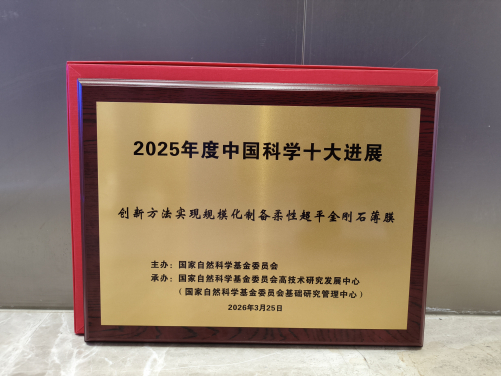 2025年度中国科学十大进展
创新方法实现规模化制备柔性超平金刚石薄膜
主办：国家自然科学基金委员会
承办：国家自然科学基金委员会高技术研究发展中心
（国家自然科学基金委员会基础研究管理中心）
2026年3月25日